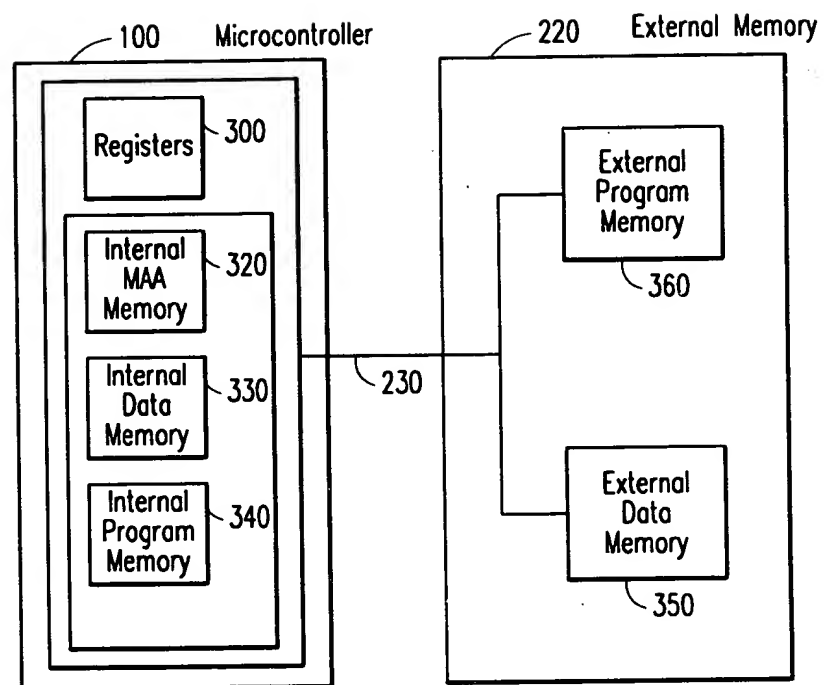 100 Microcontroller
220 External Memory
Registers
300
Internal
MAA
Memory
320
Internal
Data
Memory
330
Internal
Program
Memory
340
230
External
Program
Memory
360
External
Data
Memory
350